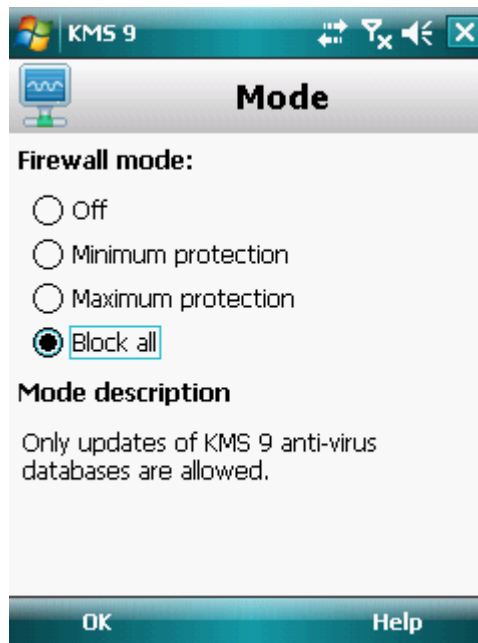 KMS 9
Mode
Firewall mode:
Off
Minimum protection
Maximum protection
Block all
Mode description
Only updates of KMS 9 anti-virus
databases are allowed.
OK
Help